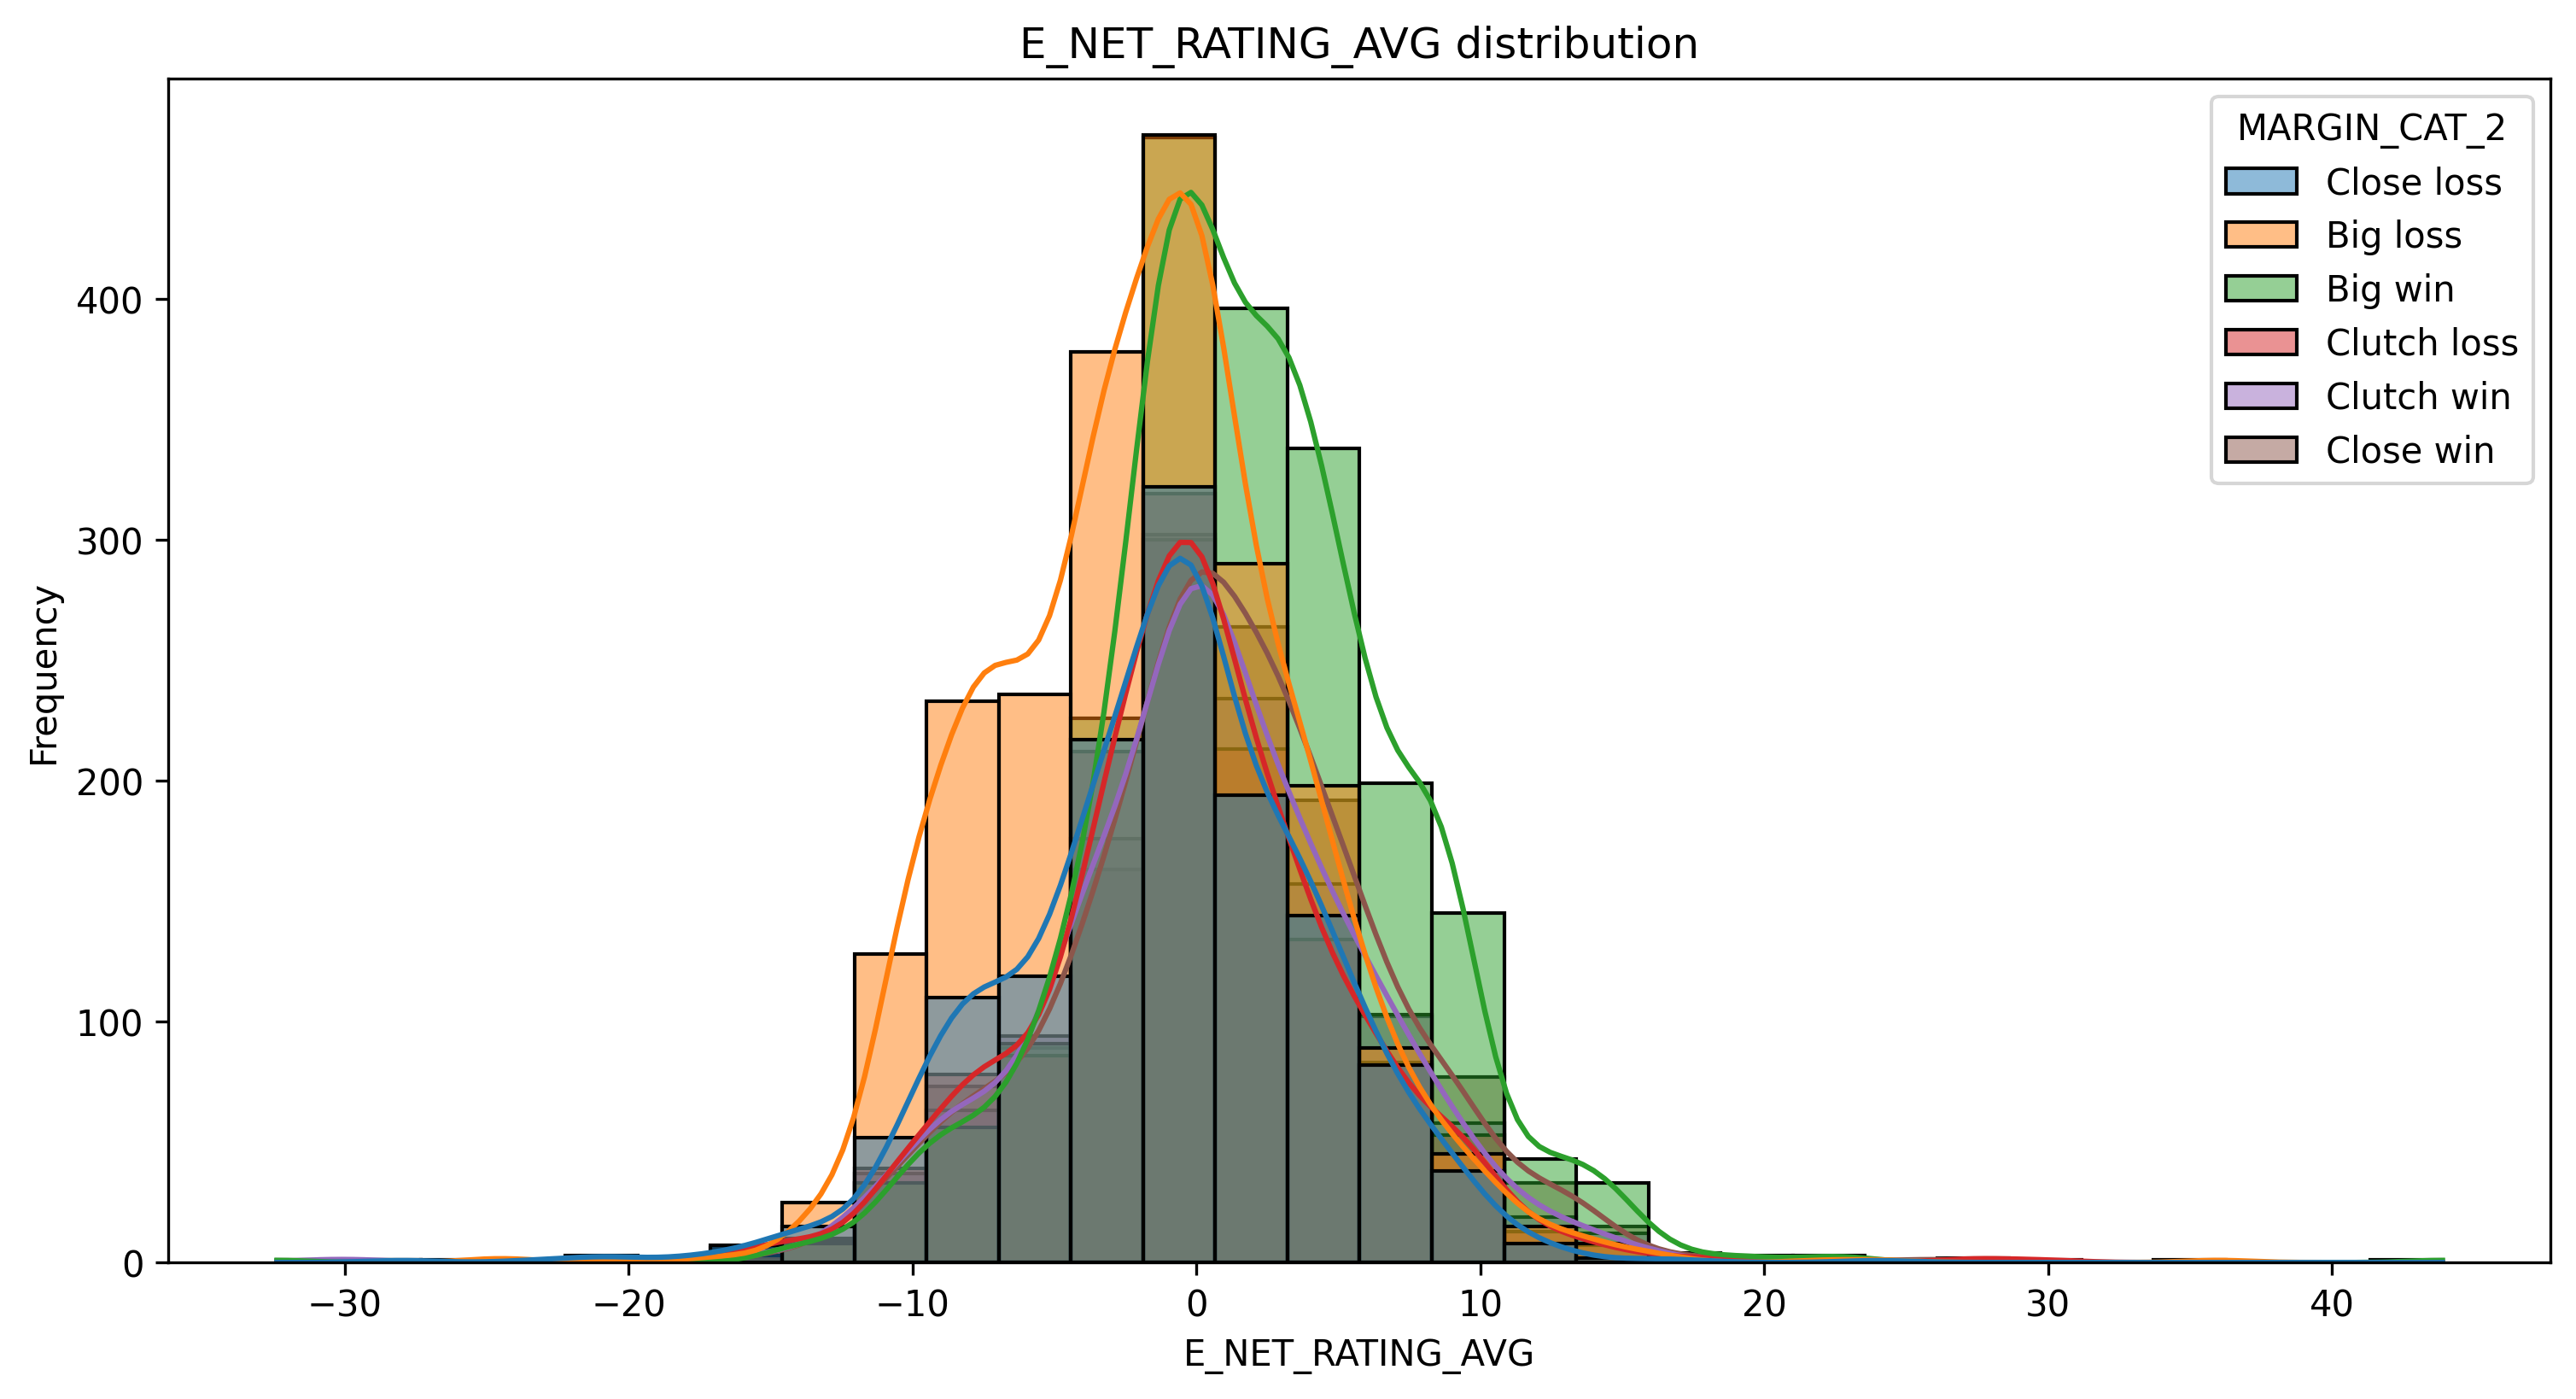 E_NET_RATING_AVG distribution
MARGIN_CAT_2
Close loss
Big loss
Big win
Clutch loss
Clutch win
Close win
Frequency
400
300
200
100
0
−30 −20 −10 0 10 20 30 40
E_NET_RATING_AVG